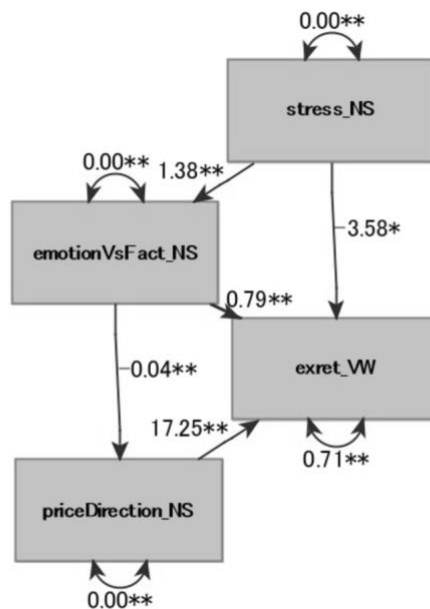 0.00**
stress_NS
0.00**
1.38**
3.58*
emotionVsFact_NS
0.79**
exret_VW
0.04**
17.25**
0.71**
priceDirection_NS
0.00**